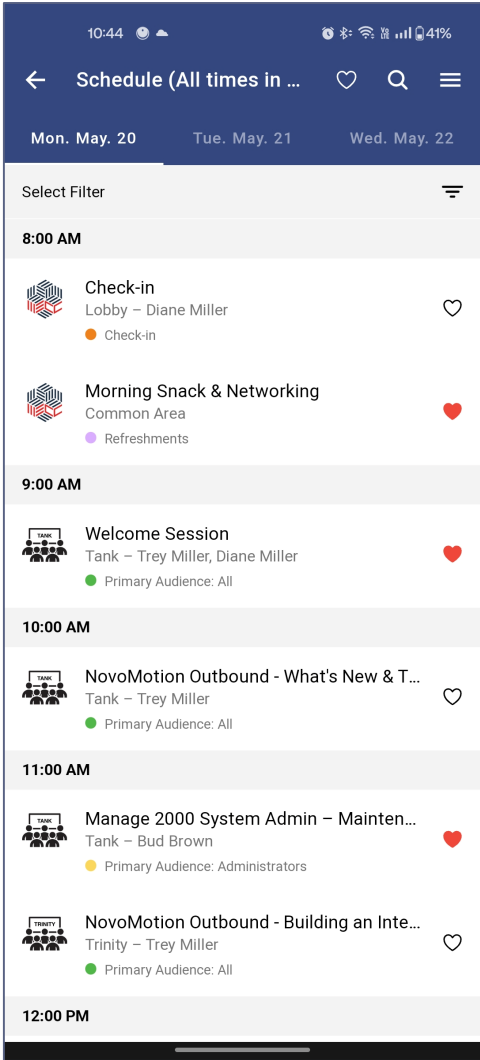 10:44
41%
Schedule (All times in ...
Mon. May. 20
Tue. May. 21
Wed. May. 22
Select Filter
8:00 AM
Check-in
Lobby – Diane Miller
Check-in
Morning Snack & Networking
Common Area
Refreshments
9:00 AM
TANK
Welcome Session
Tank – Trey Miller, Diane Miller
Primary Audience: All
10:00 AM
TANK
NovoMotion Outbound - What's New & T...
Tank – Trey Miller
Primary Audience: All
11:00 AM
TANK
Manage 2000 System Admin – Mainten...
Tank – Bud Brown
Primary Audience: Administrators
TRINITY
NovoMotion Outbound - Building an Inte...
Trinity – Trey Miller
Primary Audience: All
12:00 PM